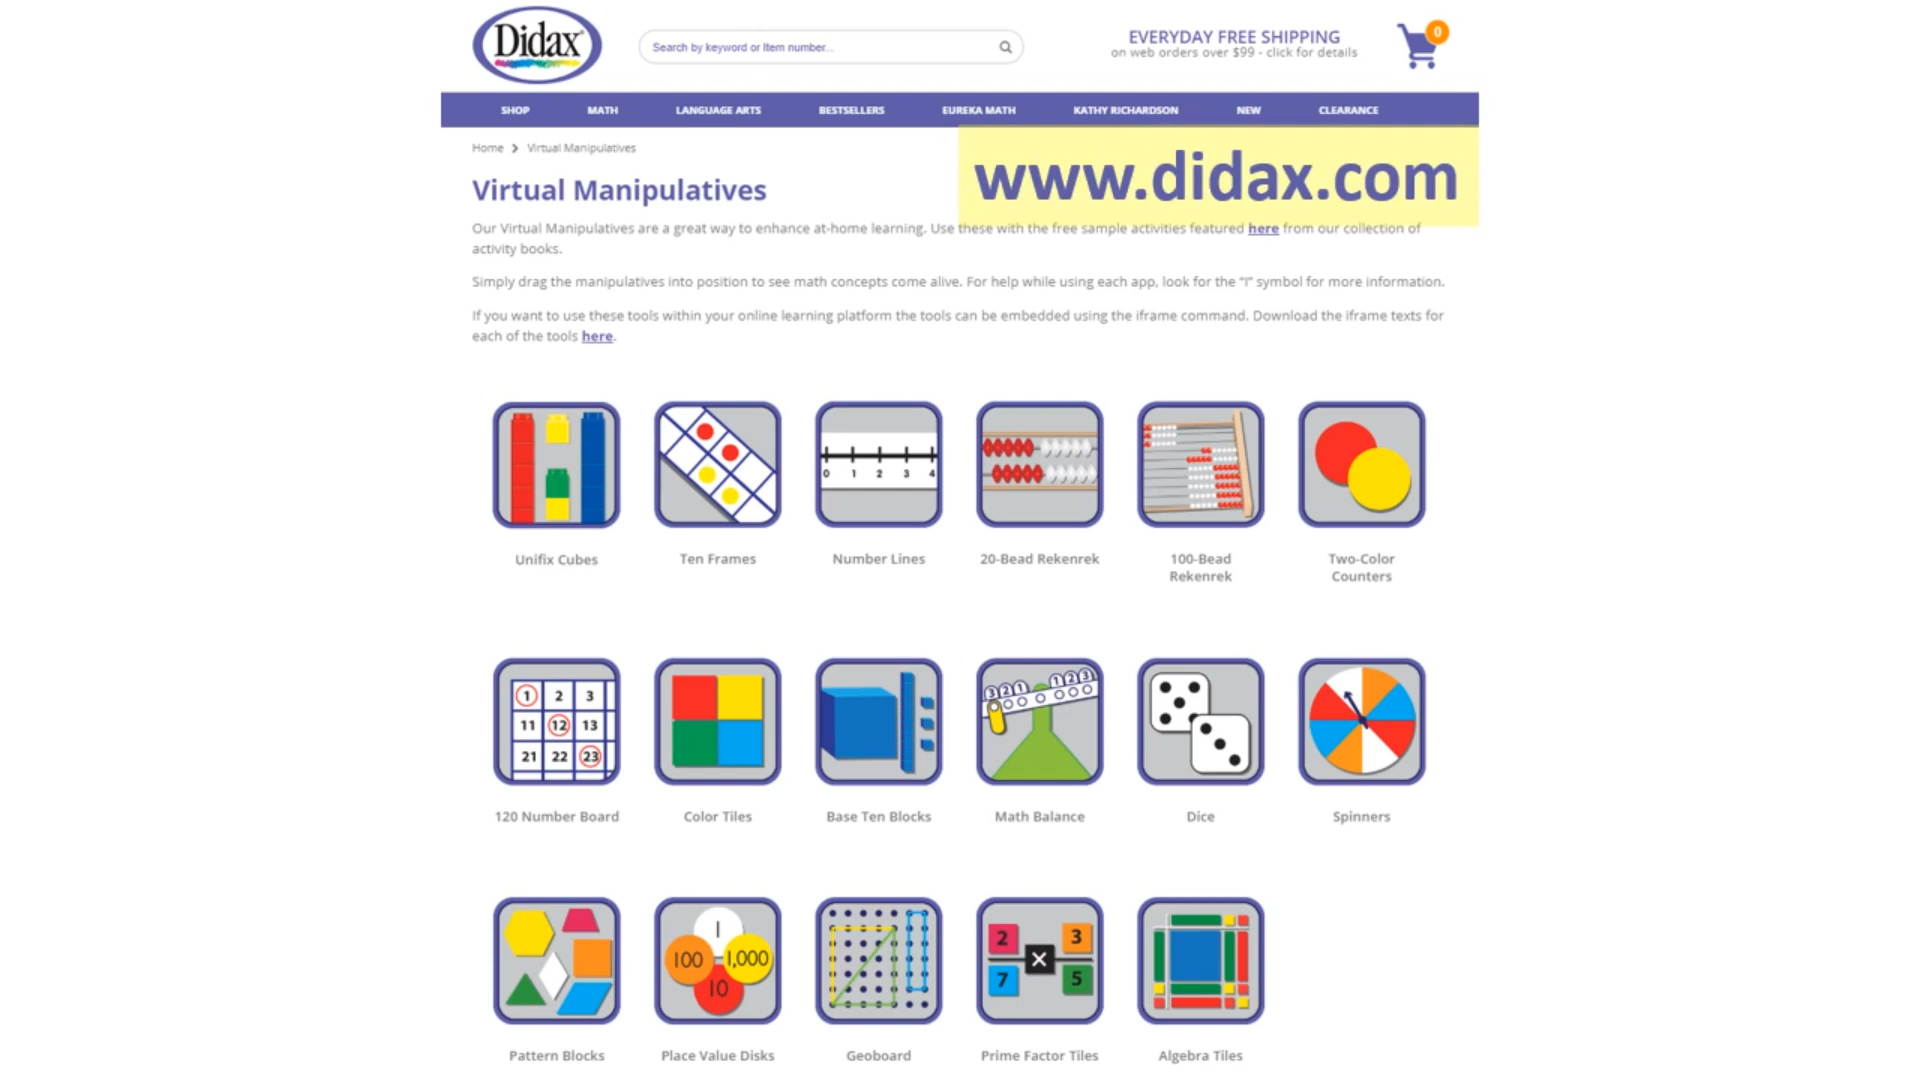 Didax
Search by keyword or Item number...
EVERYDAY FREE SHIPPING
on web orders over $99 - click for details
0
SHOP MATH LANGUAGE ARTS BESTSELLERS EUREKA MATH KATHY RICHARDSON NEW CLEARANCE
Home Virtual Manipulatives
www.didax.com
Virtual Manipulatives
Our Virtual Manipulatives are a great way to enhance at-home learning. Use these with the free sample activities featured here from our collection of
activity books.
Simply drag the manipulatives into position to see math concepts come alive. For help while using each app, look for the "I" symbol for more information.
If you want to use these tools within your online learning platform the tools can be embedded using the iframe command. Download the iframe texts for
each of the tools here.
0 1 2 3 4
Unifix Cubes Ten Frames Number Lines 20-Bead Rekenrek 100-Bead Two-Color
Rekenrek Counters
1 2 3
11 12 13
21 22 23
3 2 1 1 2 3
120 Number Board Color Tiles Base Ten Blocks Math Balance Dice Spinners
1
100 1,000
10
2 3
×
7 5
Pattern Blocks Place Value Disks Geoboard Prime Factor Tiles Algebra Tiles